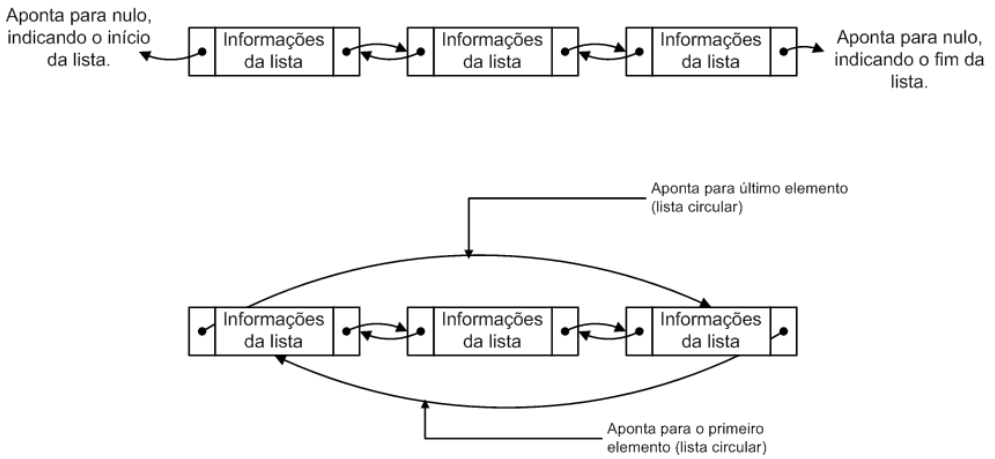 Aponta para nulo,
indicando o início
da lista.
Informações
da lista
Informações
da lista
Informações
da lista
Aponta para nulo,
indicando o fim da
lista.
Aponta para último elemento
(lista circular)
Informações
da lista
Informações
da lista
Informações
da lista
Aponta para o primeiro
elemento (lista circular)